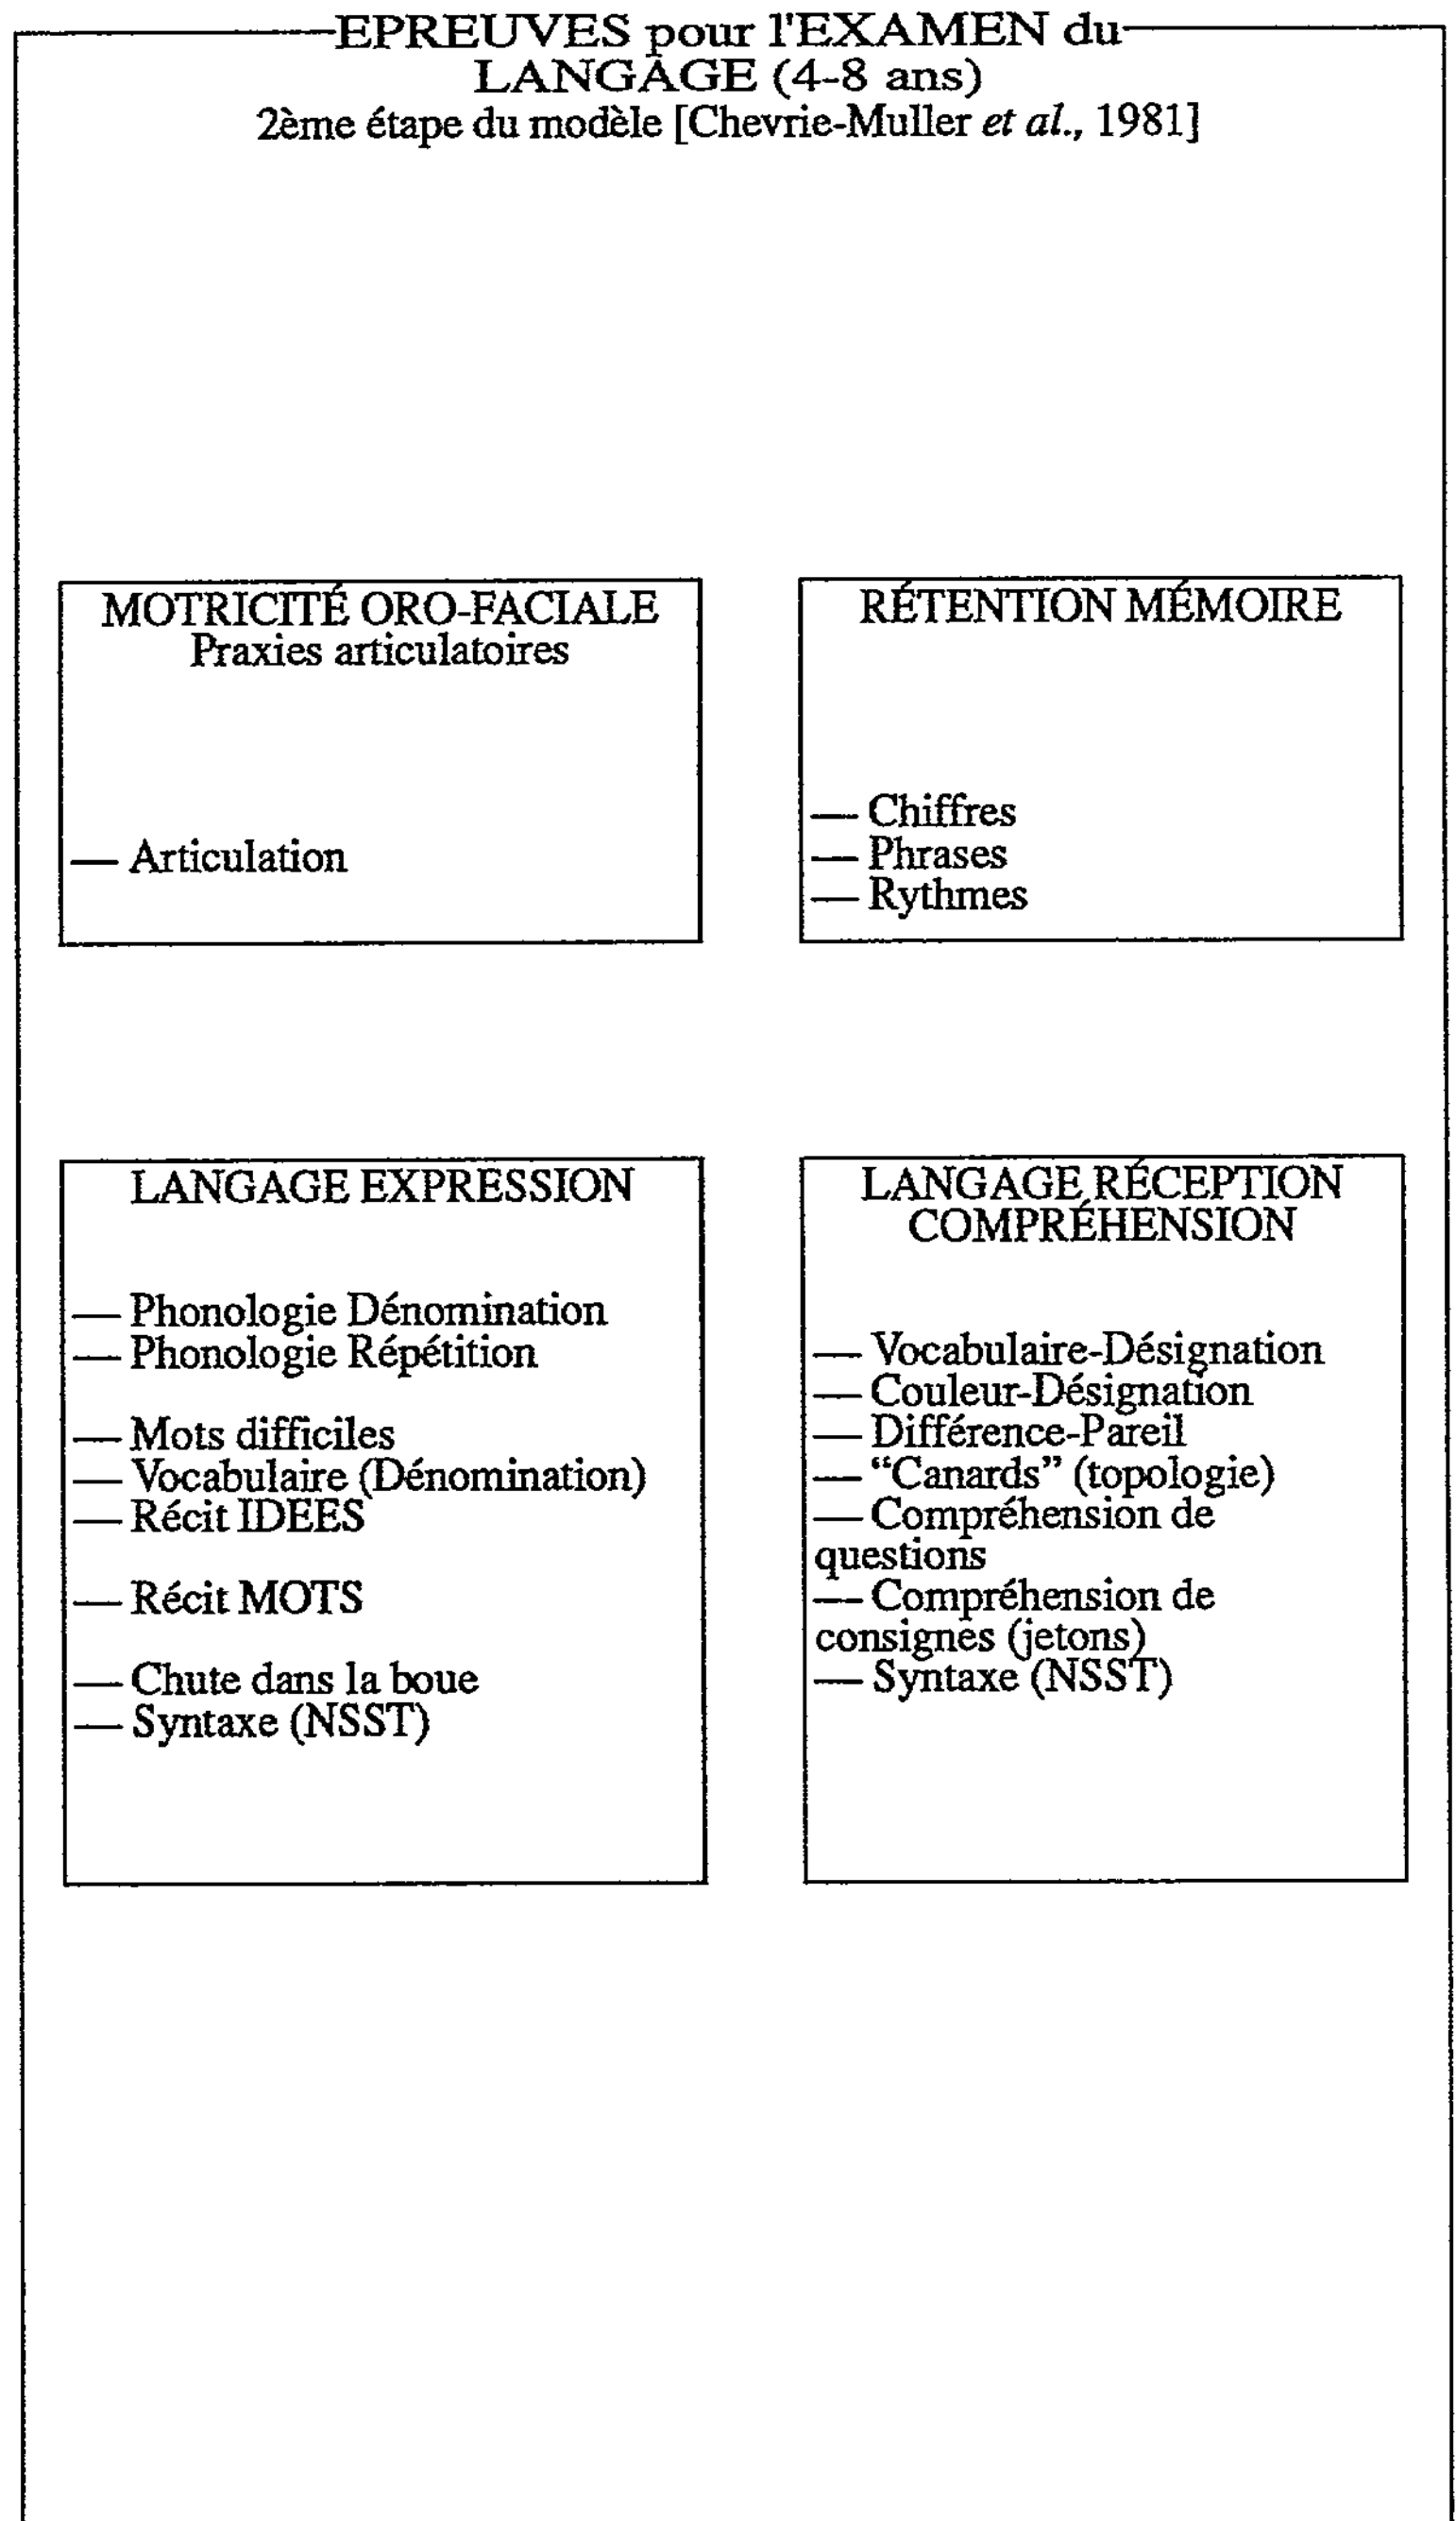 EPREUVES pour l'EXAMEN du
LANGAGE (4-8 ans)
2ème étape du modèle [Chevrie-Muller et al., 1981]
MOTRICITÉ ORO-FACIALE
Praxies articulatoires
— Articulation
RÉTENTION MÉMOIRE
— Chiffres
— Phrases
— Rythmes
LANGAGE EXPRESSION
— Phonologie Dénomination
— Phonologie Répétition
— Mots difficiles
— Vocabulaire (Dénomination)
— Récit IDEES
— Récit MOTS
— Chute dans la boue
— Syntaxe (NSST)
LANGAGE RÉCEPTION
COMPRÉHENSION
— Vocabulaire-Désignation
— Couleur-Désignation
— Différence-Pareil
— “Canards” (topologie)
— Compréhension de
questions
— Compréhension de
consignes (jetons)
— Syntaxe (NSST)